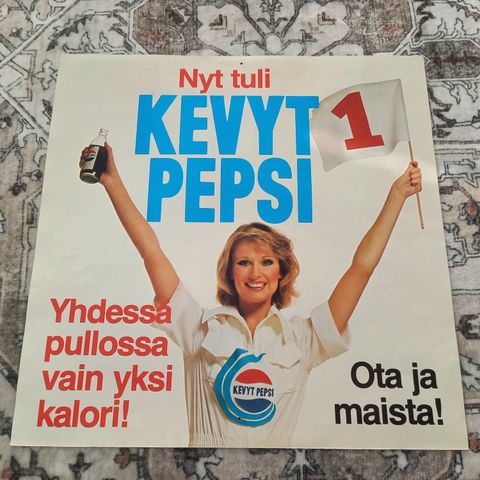 Nyt tuli
KEVYT
PEPSI
1
Yhdessä
pullossa
vain yksi
kalori!
KEVYT PEPSI
Ota ja
maista!